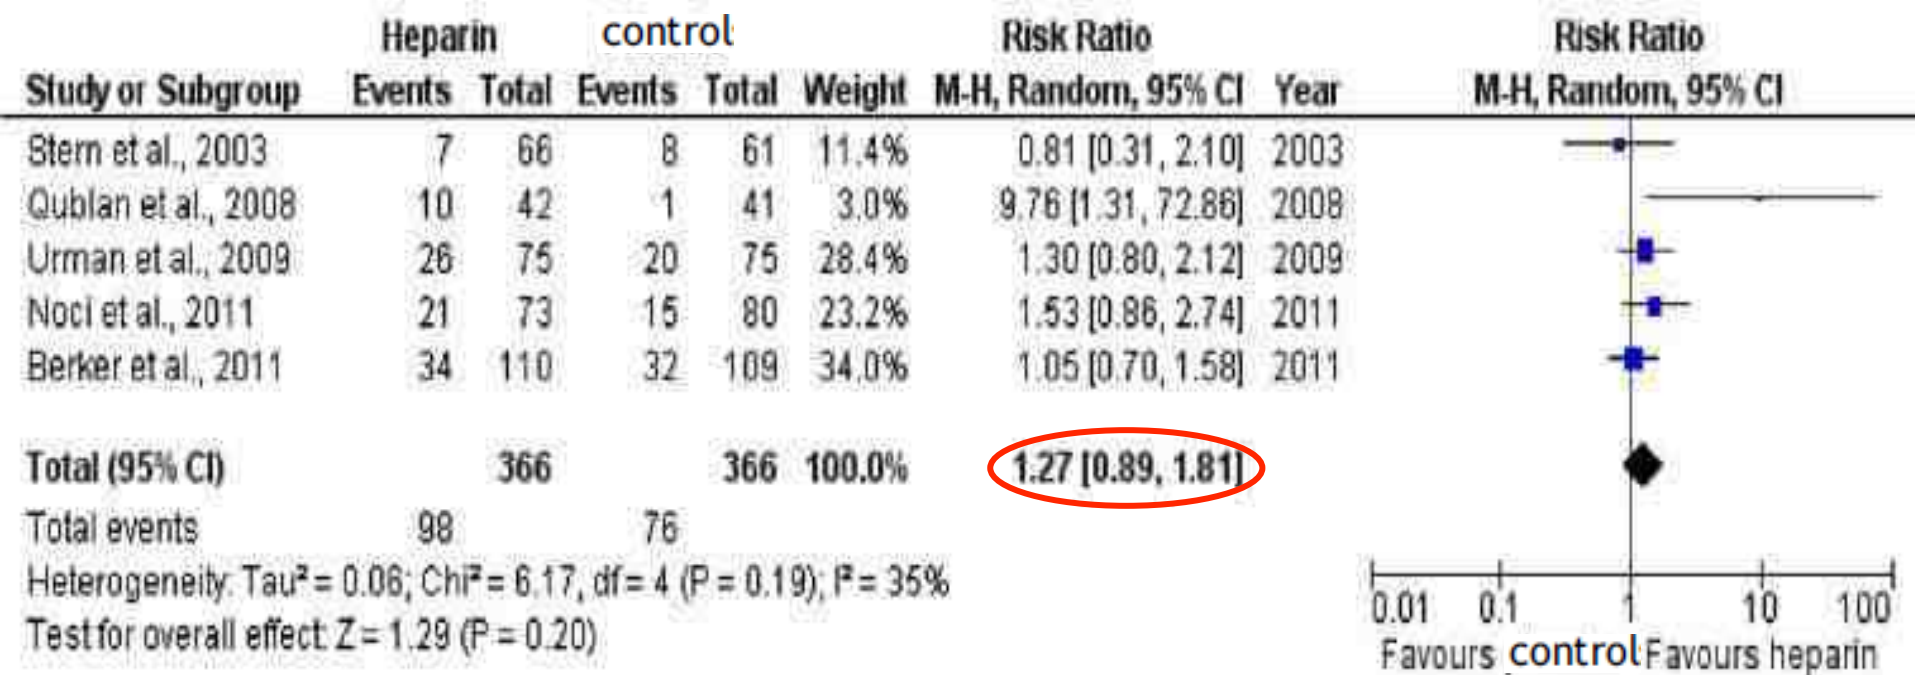 Heparin control Risk Ratio Risk Ratio
Study or Subgroup Events Total Events Total Weight M-H, Random, 95% CI Year M-H, Random, 95% CI
Stern et al., 2003 7 66 8 61 11.4% 0.81 [0.31, 2.10] 2003
Qublan et al., 2008 10 42 1 41 3.0% 9.76 [1.31, 72.86] 2008
Urman et al., 2009 26 75 20 75 28.4% 1.30 [0.80, 2.12] 2009
Noci et al., 2011 21 73 15 80 23.2% 1.53 [0.86, 2.74] 2011
Berker et al., 2011 34 110 32 109 34.0% 1.05 [0.70, 1.58] 2011
Total (95% CI) 366 366 100.0% 1.27 [0.89, 1.81]
Total events 98 76
Heterogeneity: Tau² = 0.06; Chi² = 6.17, df = 4 (P = 0.19); I² = 35%
Test for overall effect: Z = 1.29 (P = 0.20)
0.01 0.1 1 10 100
Favours control Favours heparin